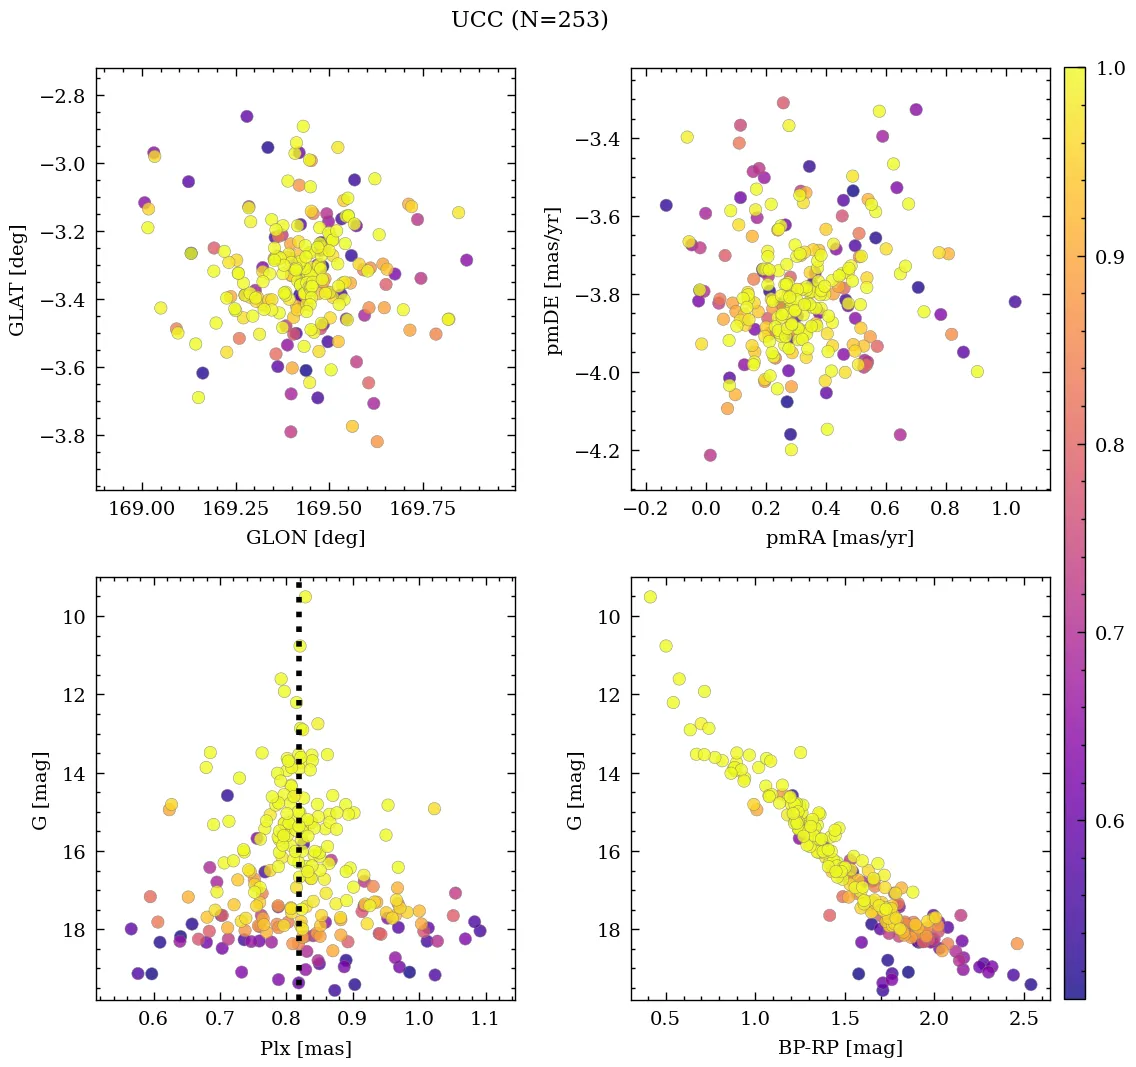 UCC (N=253)
−2.8
−3.0
−3.2
−3.4
−3.6
−3.8
GLAT [deg]
169.00 169.25 169.50 169.75
GLON [deg]
−3.4
−3.6
−3.8
−4.0
−4.2
pmDE [mas/yr]
−0.2 0.0 0.2 0.4 0.6 0.8 1.0
pmRA [mas/yr]
10
12
14
16
18
G [mag]
0.6 0.7 0.8 0.9 1.0 1.1
Plx [mas]
10
12
14
16
18
G [mag]
0.5 1.0 1.5 2.0 2.5
BP-RP [mag]
1.0
0.9
0.8
0.7
0.6